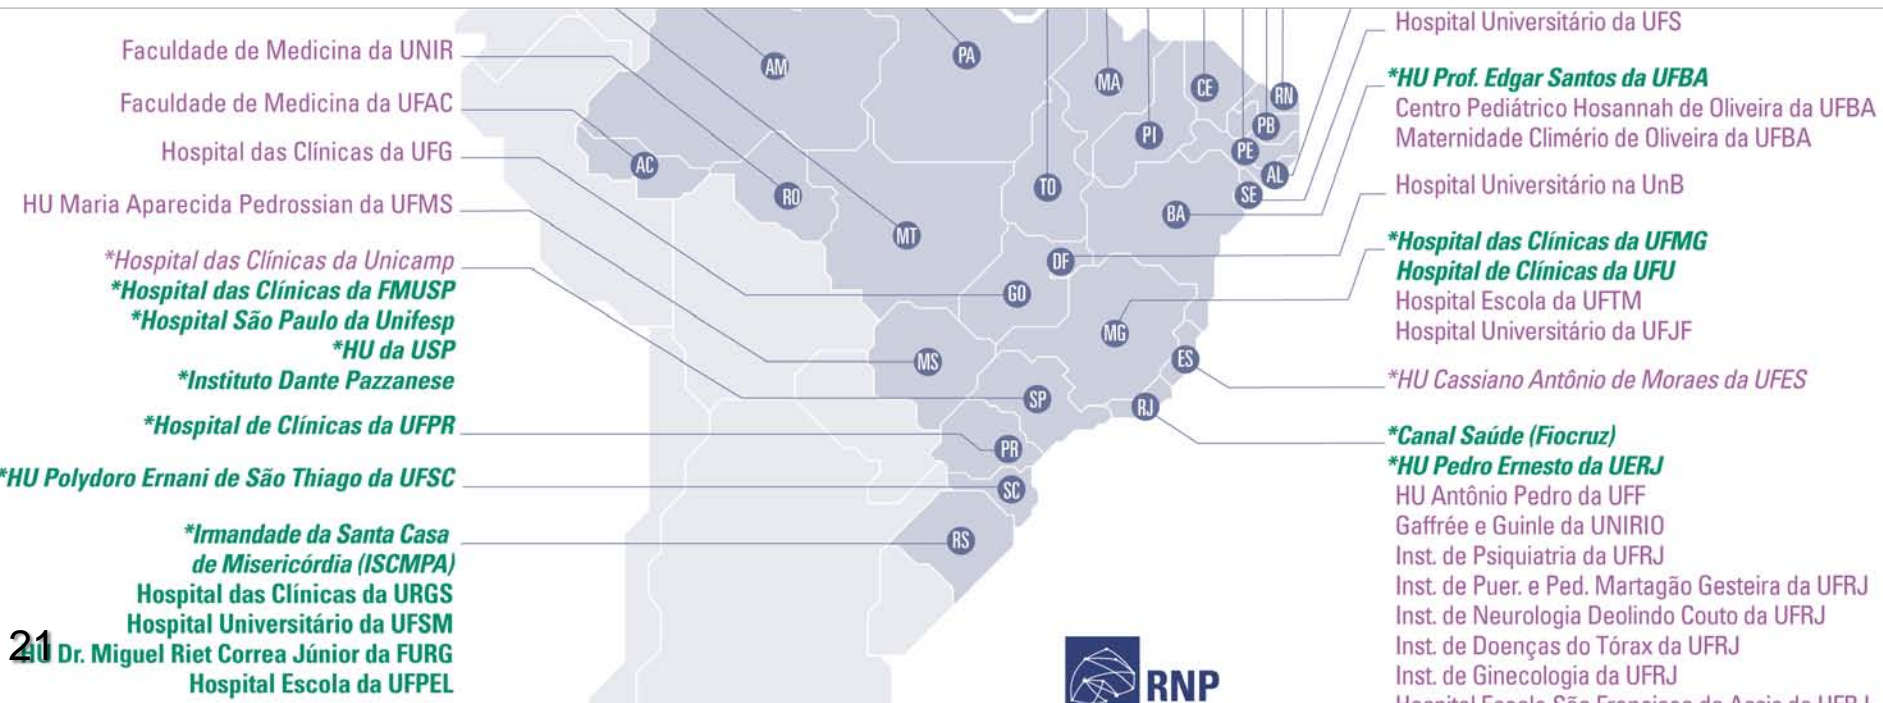 Faculdade de Medicina da UNIR
Faculdade de Medicina da UFAC
Hospital das Clínicas da UFG
HU Maria Aparecida Pedrossian da UFMS
*Hospital das Clínicas da Unicamp
*Hospital das Clínicas da FMUSP
*Hospital São Paulo da Unifesp
*HU da USP
*Instituto Dante Pazzanese
*Hospital de Clínicas da UFPR
*HU Polydoro Ernani de São Thiago da UFSC
*Irmandade da Santa Casa
de Misericórdia (ISCMPA)
Hospital das Clínicas da URGS
Hospital Universitário da UFSM
HU Dr. Miguel Riet Correa Júnior da FURG
Hospital Escola da UFPEL
21
AM
PA
MA
CE
RN
PI
PB
PE
AL
AC
RO
TO
SE
BA
MT
DF
GO
MG
ES
MS
SP
RJ
PR
SC
RS
RNP
Hospital Universitário da UFS
*HU Prof. Edgar Santos da UFBA
Centro Pediátrico Hosannah de Oliveira da UFBA
Maternidade Climério de Oliveira da UFBA
Hospital Universitário na UnB
*Hospital das Clínicas da UFMG
Hospital de Clínicas da UFU
Hospital Escola da UFTM
Hospital Universitário da UFJF
*HU Cassiano Antônio de Moraes da UFES
*Canal Saúde (Fiocruz)
*HU Pedro Ernesto da UERJ
HU Antônio Pedro da UFF
Gaffrée e Guinle da UNIRIO
Inst. de Psiquiatria da UFRJ
Inst. de Puer. e Ped. Martagão Gesteira da UFRJ
Inst. de Neurologia Deolindo Couto da UFRJ
Inst. de Doenças do Tórax da UFRJ
Inst. de Ginecologia da UFRJ
Hospital Escola São Francisco de Assis da UFRJ